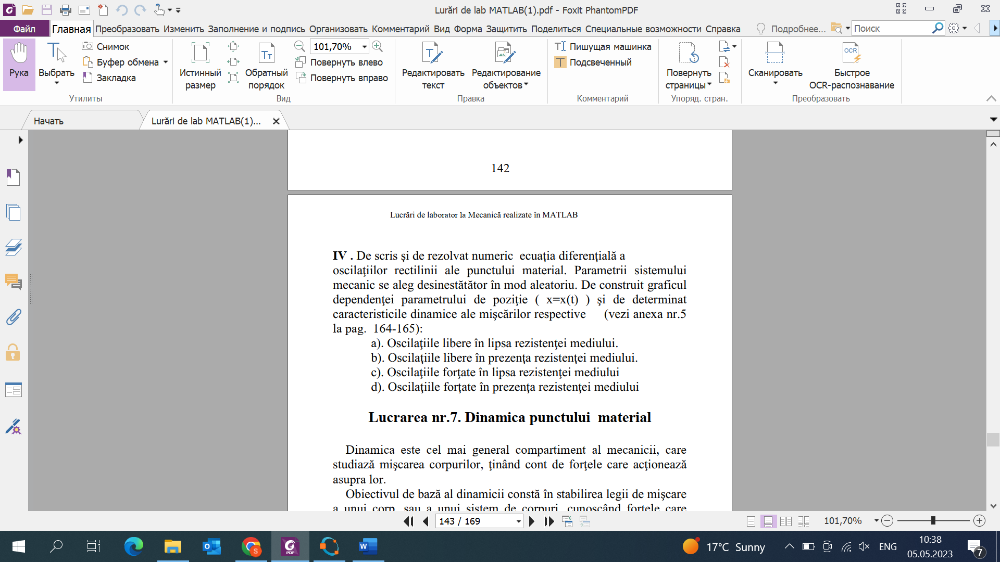 Lurări de lab MATLAB(1).pdf - Foxit PhantomPDF
Файл
Главная
Преобразовать
Изменить
Заполнение и подпись
Организовать
Комментарий
Вид
Форма
Защитить
Поделиться
Специальные возможности
Справка
Подробнее...
Поиск
Рука
Выбрать
Снимок
Буфер обмена
Закладка
Утилиты
Истинный
размер
Обратный
порядок
101,70%
Повернуть влево
Повернуть вправо
Вид
Редактировать
текст
Редактирование
объектов
Правка
Пишущая машинка
Подсвеченный
Комментарий
Повернуть
страницы
Упоряд. стран.
Сканировать
OCR
Быстрое
OCR-распознавание
Преобразовать
Начать
Lurări de lab MATLAB(1)...
142
Lucrări de laborator la Mecanică realizate în MATLAB
IV . De scris şi de rezolvat numeric ecuaţia diferenţială a
oscilaţiilor rectilinii ale punctului material. Parametrii sistemului
mecanic se aleg desinestătător în mod aleatoriu. De construit graficul
dependenţei parametrului de poziţie ( x=x(t) ) şi de determinat
caracteristicile dinamice ale mişcărilor respective (vezi anexa nr.5
la pag. 164-165):
a). Oscilaţiile libere în lipsa rezistenţei mediului.
b). Oscilaţiile libere în prezenţa rezistenţei mediului.
c). Oscilaţiile forţate în lipsa rezistenţei mediului
d). Oscilaţiile forţate în prezenţa rezistenţei mediului
Lucrarea nr.7. Dinamica punctului material
Dinamica este cel mai general compartiment al mecanicii, care
studiază mişcarea corpurilor, ţinând cont de forţele care acţionează
asupra lor.
Obiectivul de bază al dinamicii constă în stabilirea legii de mişcare
a unui corp, sau a unui sistem de corpuri, cunoscând forţele care
143 / 169
101,70%
17°C Sunny
ENG
10:38
05.05.2023
7